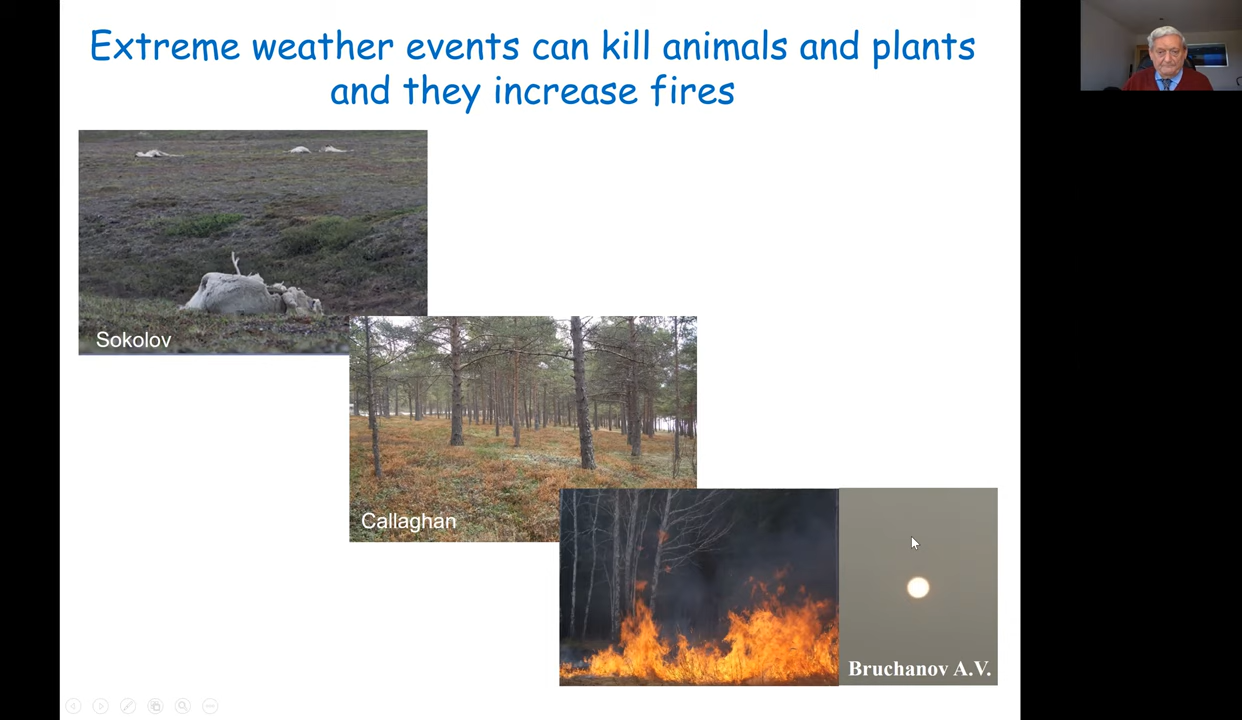 Extreme weather events can kill animals and plants
and they increase fires
Sokolov
Callaghan
Bruchanov A.V.